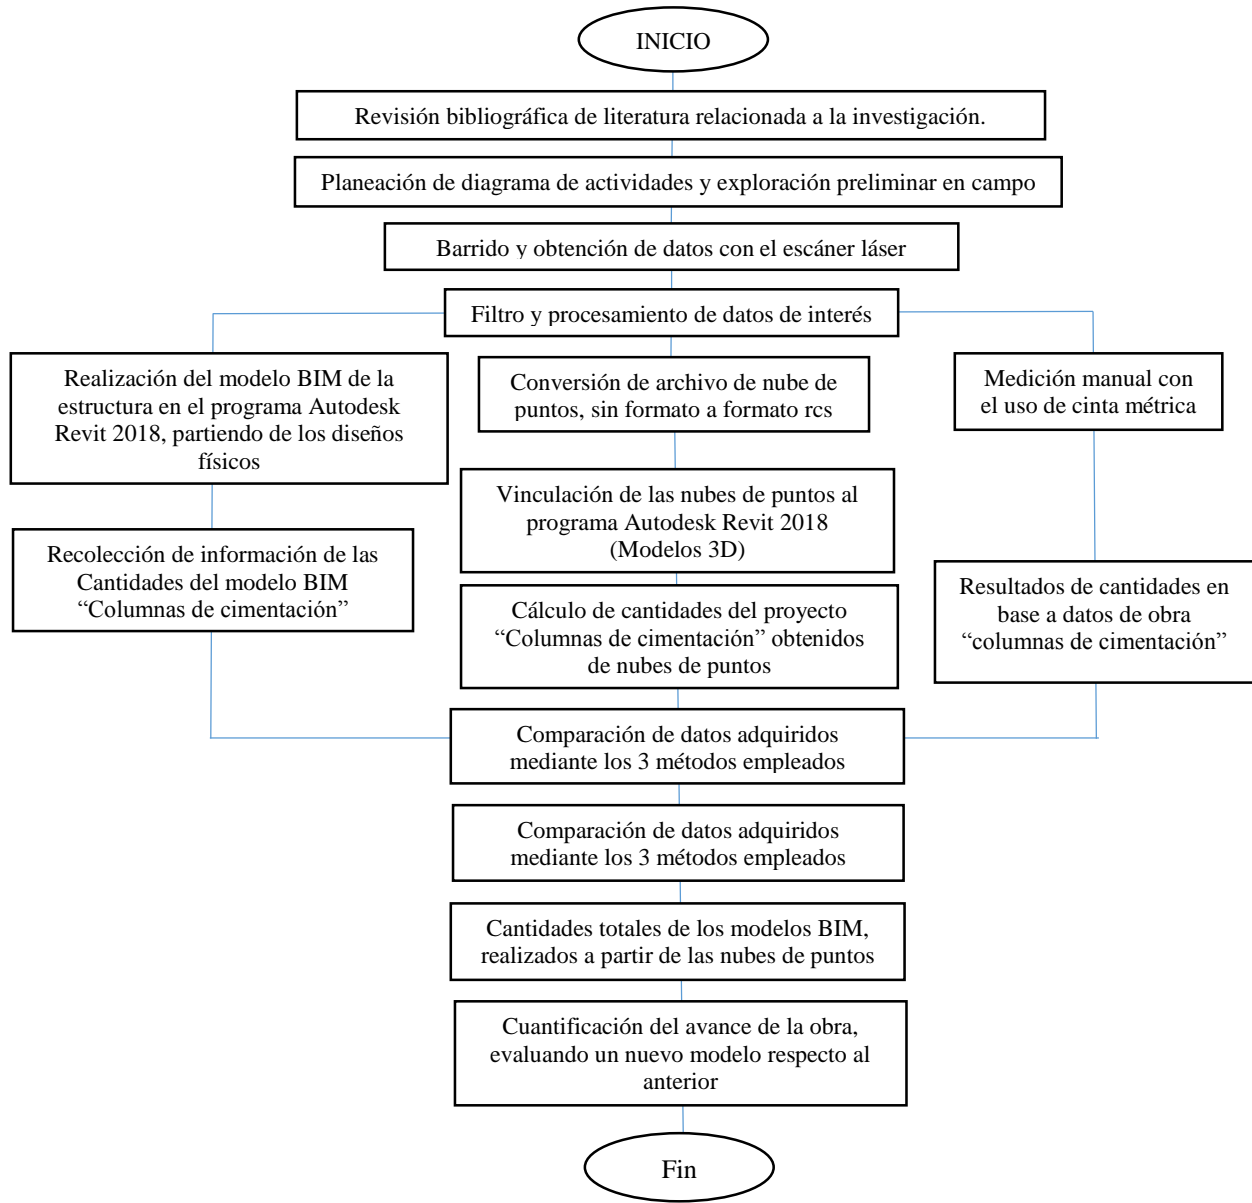 INICIO
Revisión bibliográfica de literatura relacionada a la investigación.
Planeación de diagrama de actividades y exploración preliminar en campo
Barrido y obtención de datos con el escáner láser
Filtro y procesamiento de datos de interés
Realización del modelo BIM de la
estructura en el programa Autodesk
Revit 2018, partiendo de los diseños
físicos
Recolección de información de las
Cantidades del modelo BIM
“Columnas de cimentación”
Conversión de archivo de nube de
puntos, sin formato a formato rcs
Vinculación de las nubes de puntos al
programa Autodesk Revit 2018
(Modelos 3D)
Cálculo de cantidades del proyecto
“Columnas de cimentación” obtenidos
de nubes de puntos
Medición manual con
el uso de cinta métrica
Resultados de cantidades en
base a datos de obra
“columnas de cimentación”
Comparación de datos adquiridos
mediante los 3 métodos empleados
Comparación de datos adquiridos
mediante los 3 métodos empleados
Cantidades totales de los modelos BIM,
realizados a partir de las nubes de puntos
Cuantificación del avance de la obra,
evaluando un nuevo modelo respecto al
anterior
Fin